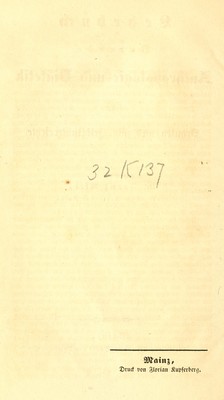 32 K 137
Mainz,
Druck von Florian Kupferberg.